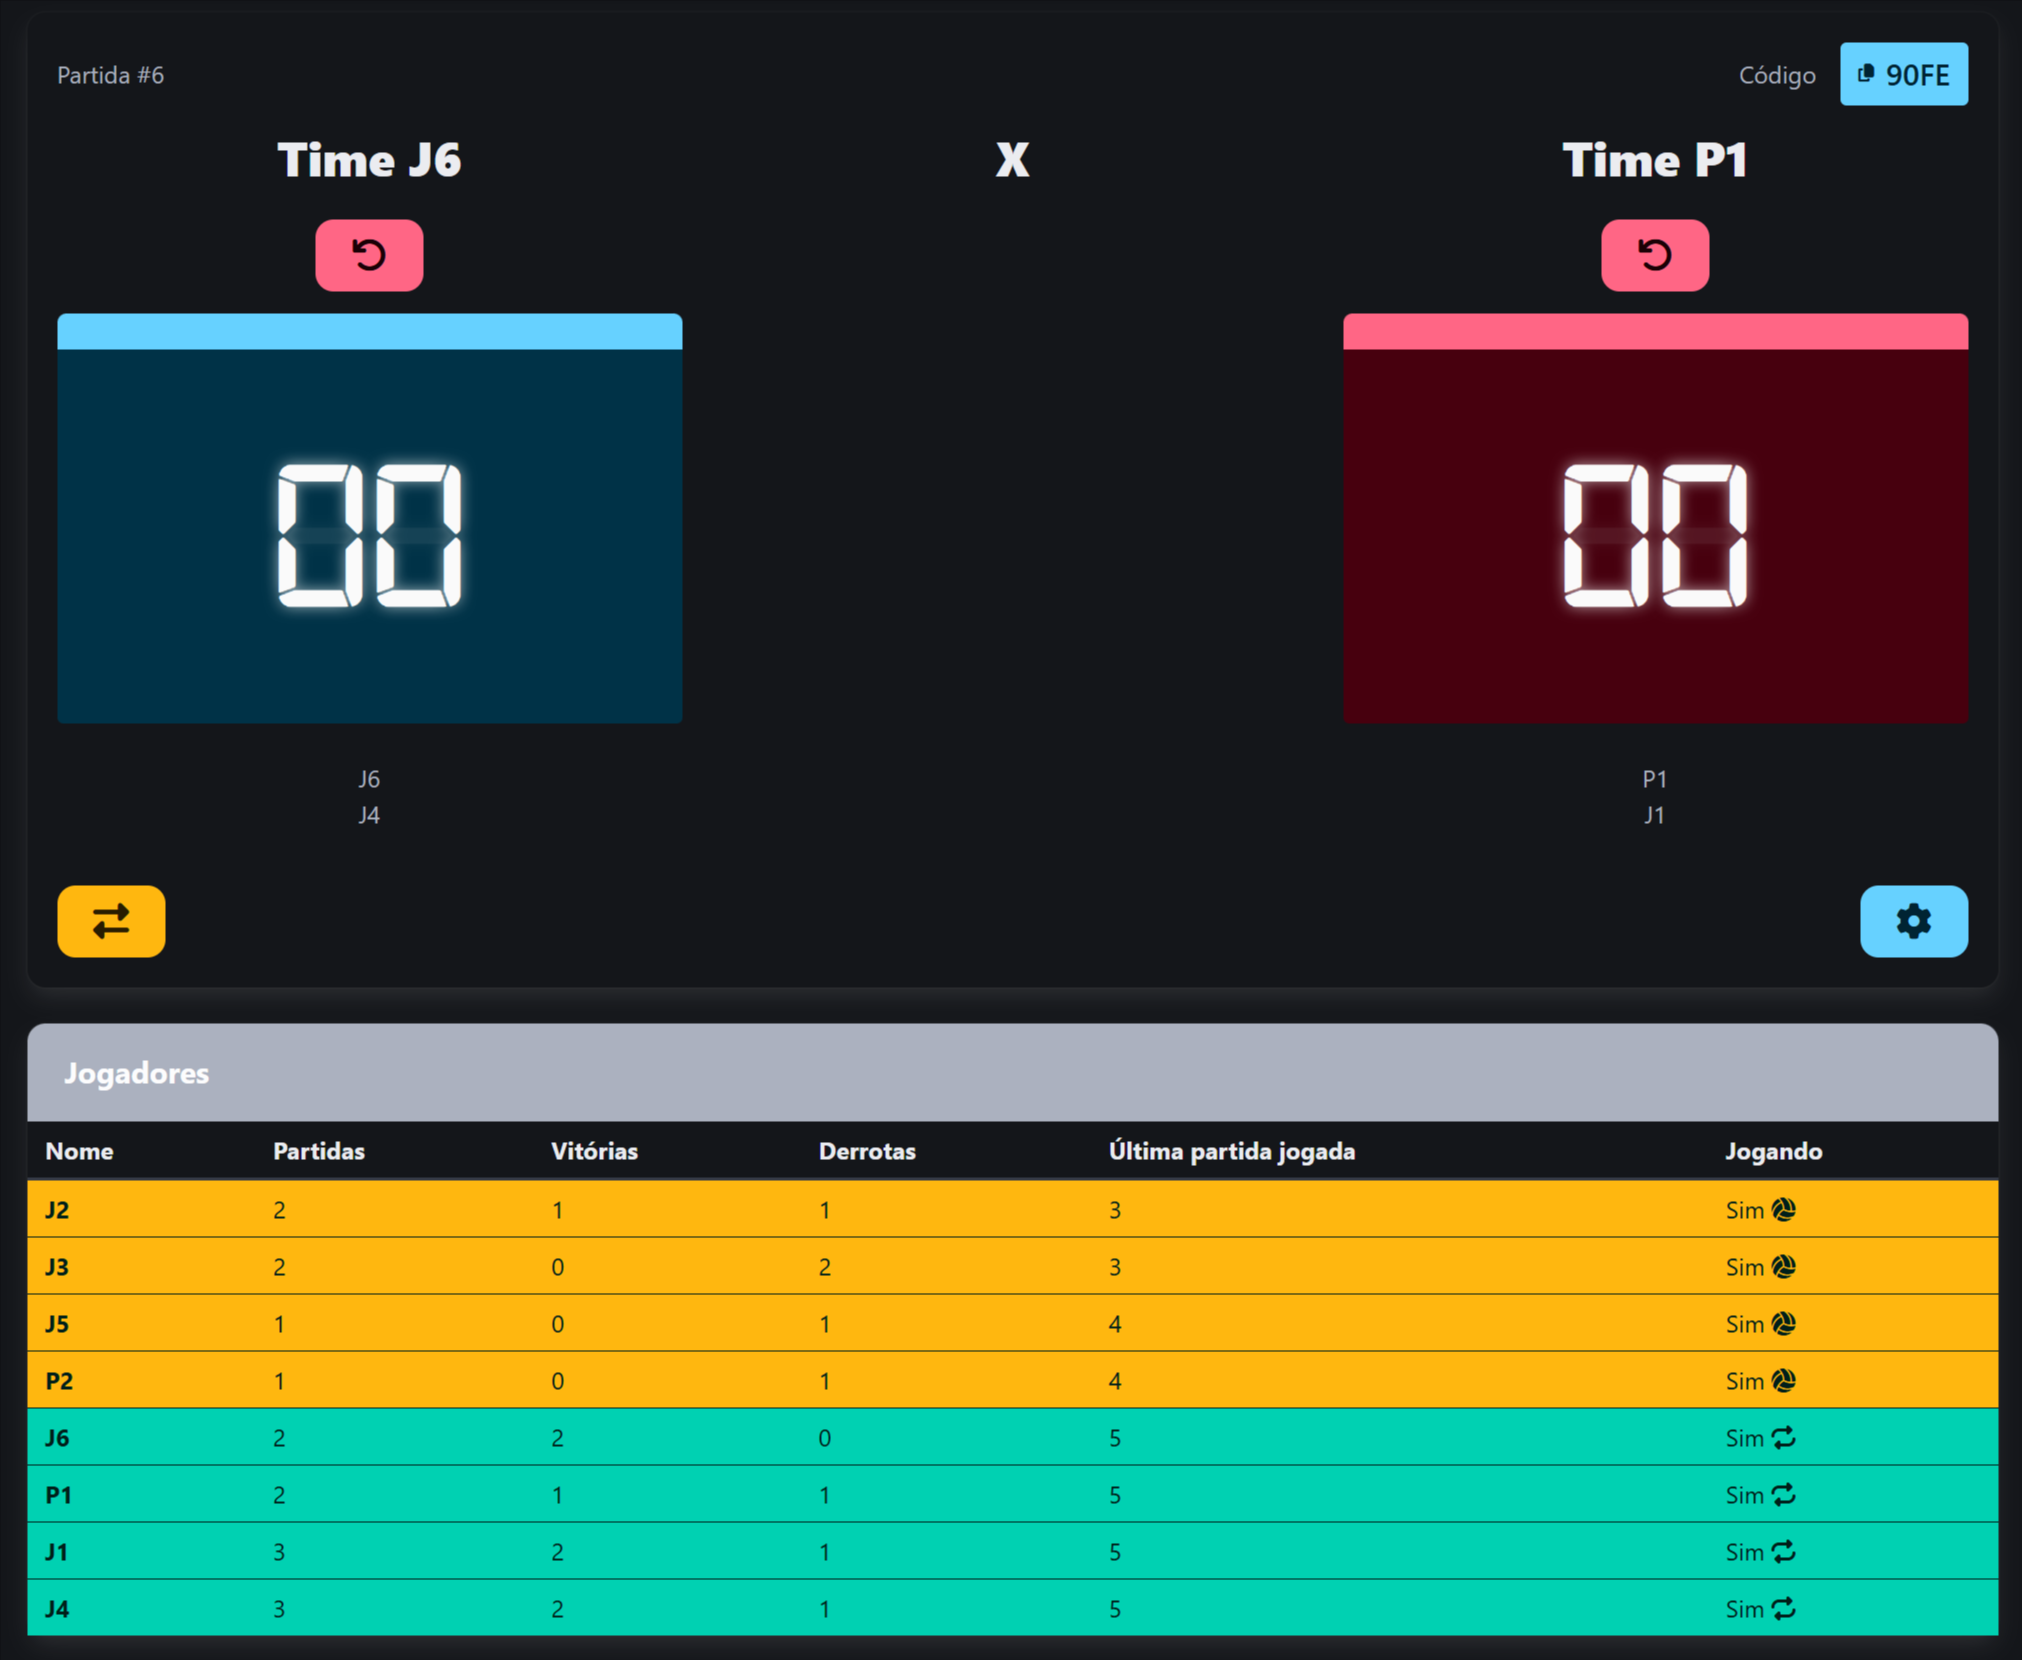 Partida #6
Código 90FE
Time J6 X Time P1
00 00
J6 P1
J4 J1
Jogadores
Nome Partidas Vitórias Derrotas Última partida jogada Jogando
J2 2 1 1 3 Sim
J3 2 0 2 3 Sim
J5 1 0 1 4 Sim
P2 1 0 1 4 Sim
J6 2 2 0 5 Sim
P1 2 1 1 5 Sim
J1 3 2 1 5 Sim
J4 3 2 1 5 Sim